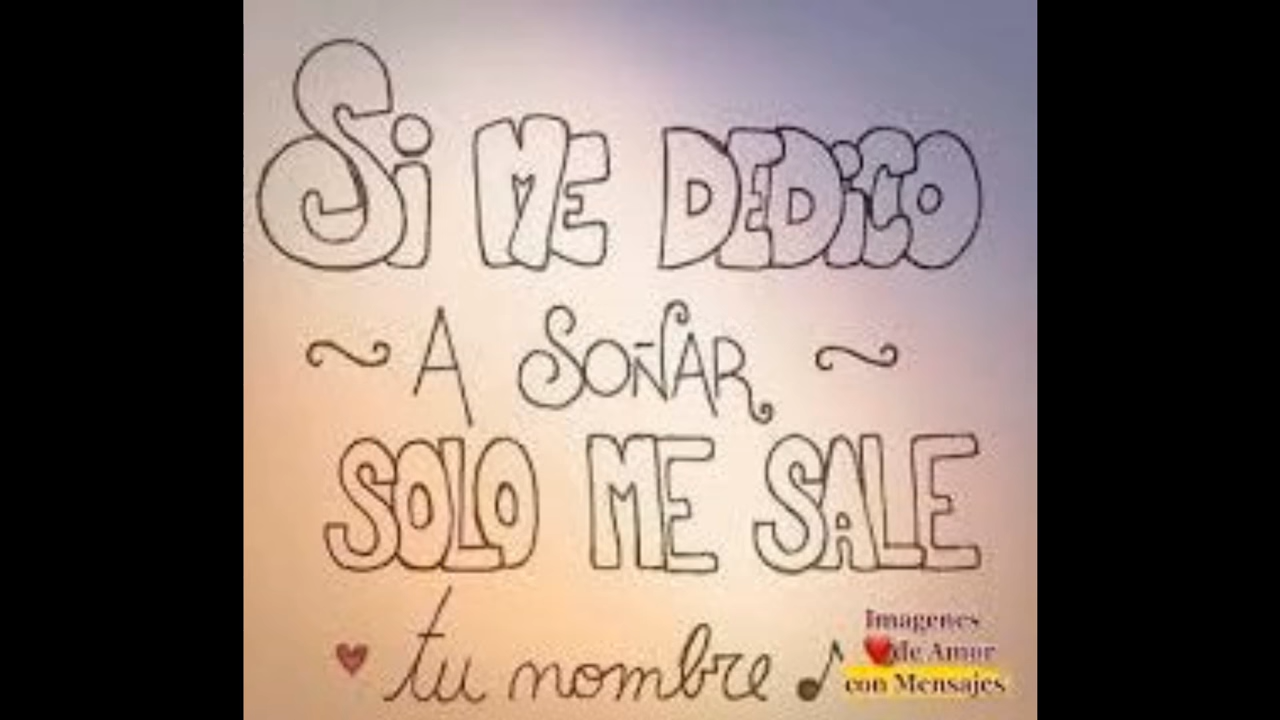 Si ME DEDiCO
~ A SOÑAR ~
SOLO ME SALE
tu nombre
Imagenes
de Amor
con Mensajes